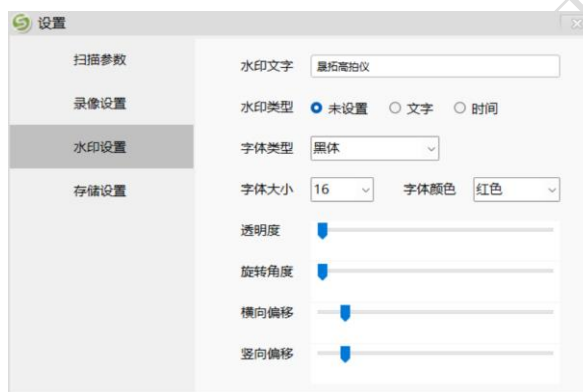 设置
扫描参数
录像设置
水印设置
存储设置
水印文字 晟拓高拍仪
水印类型 未设置 文字 时间
字体类型 黑体
字体大小 16 字体颜色 红色
透明度
旋转角度
横向偏移
竖向偏移